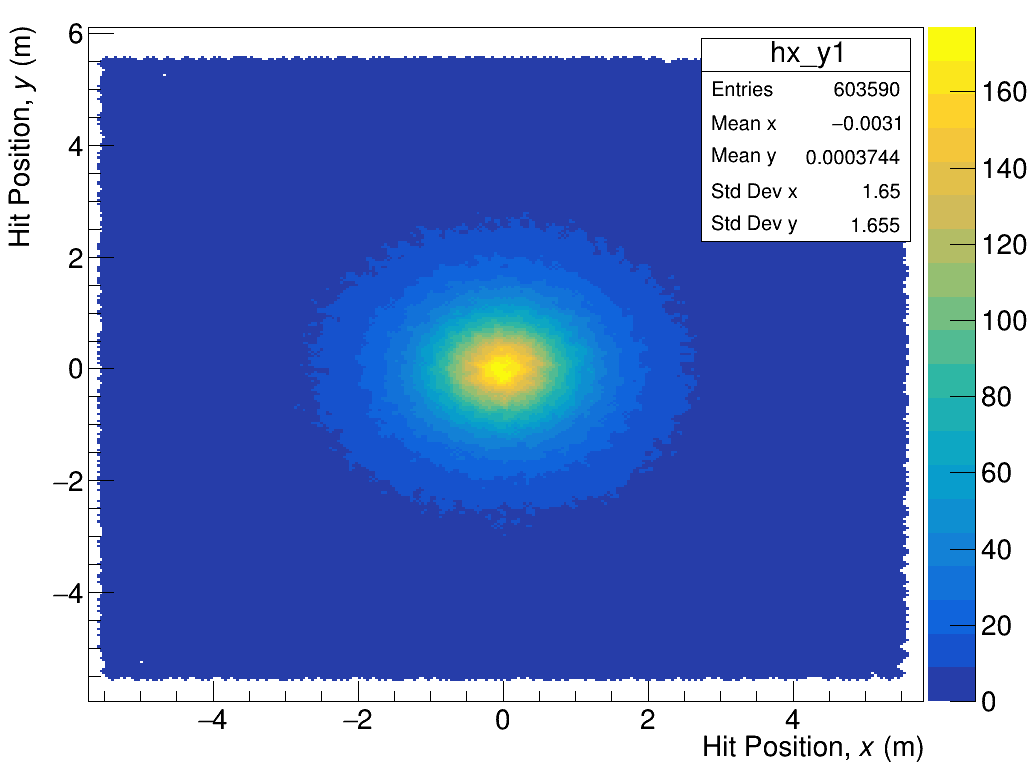 Hit Position, y (m)
6
4
2
0
−2
−4
−4 −2 0 2 4
Hit Position, x (m)
hx_y1
Entries 603590
Mean x −0.0031
Mean y 0.0003744
Std Dev x 1.65
Std Dev y 1.655
160
140
120
100
80
60
40
20
0